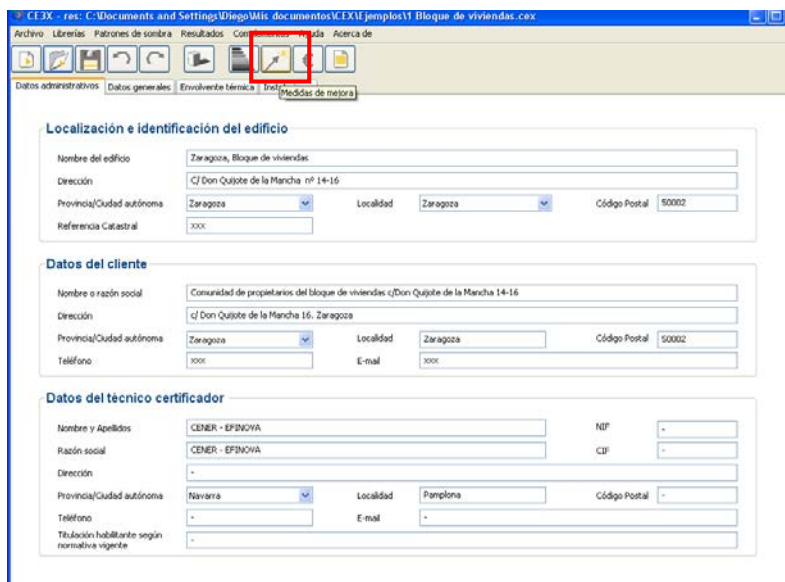 CE3X - res: C:\Documents and Settings\Diego\Mis documentos\CEX\Ejemplos\1 Bloque de viviendas.cex
Archivo Librerías Patrones de sombra Resultados Ayuda Acerca de
Datos administrativos Datos generales Envolvente térmica
Medidas de mejora
Localización e identificación del edificio
Nombre del edificio Zaragoza, Bloque de viviendas
Dirección C/ Don Quijote de la Mancha nº 14-16
Provincia/Ciudad autónoma Zaragoza Localidad Zaragoza Código Postal 50002
Referencia Catastral xxx
Datos del cliente
Nombre o razón social Comunidad de propietarios del bloque de viviendas c/Don Quijote de la Mancha 14-16
Dirección c/ Don Quijote de la Mancha 16. Zaragoza
Provincia/Ciudad autónoma Zaragoza Localidad Zaragoza Código Postal 50002
Teléfono xxx E-mail xxx
Datos del técnico certificador
Nombre y Apellidos CENER - EFINOVA NIF -
Razón social CENER - EFINOVA CIF -
Dirección -
Provincia/Ciudad autónoma Navarra Localidad Pamplona Código Postal -
Teléfono - E-mail -
Titulación habilitante según
normativa vigente -